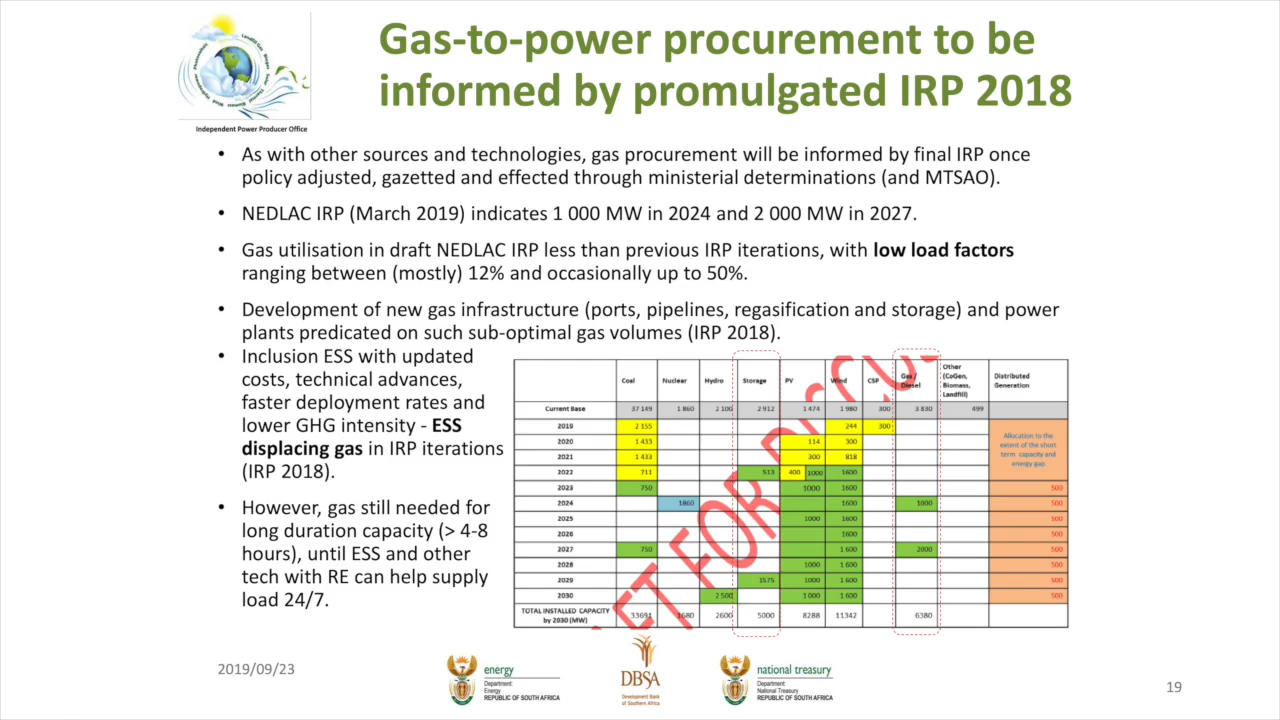 Gas-to-power procurement to be
informed by promulgated IRP 2018
Independent Power Producer Office
• As with other sources and technologies, gas procurement will be informed by final IRP once
policy adjusted, gazetted and effected through ministerial determinations (and MTSAO).
• NEDLAC IRP (March 2019) indicates 1 000 MW in 2024 and 2 000 MW in 2027.
• Gas utilisation in draft NEDLAC IRP less than previous IRP iterations, with low load factors
ranging between (mostly) 12% and occasionally up to 50%.
• Development of new gas infrastructure (ports, pipelines, regasification and storage) and power
plants predicated on such sub-optimal gas volumes (IRP 2018).
• Inclusion ESS with updated
costs, technical advances,
faster deployment rates and
lower GHG intensity - ESS
displacing gas in IRP iterations
(IRP 2018).
• However, gas still needed for
long duration capacity (> 4-8
hours), until ESS and other
tech with RE can help supply
load 24/7.
Coal Nuclear Hydro Storage PV Wind CSP Gas / Diesel Other (CoGen, Biomass, Landfill) Distributed Generation
Current Base 37 149 1 860 2 100 2 912 1 474 1 980 300 3 830 499
2019 2 155 244 300
Allocation to the
extent of the short
term capacity and
energy gap
2020 1 433 114 300
2021 1 433 300 818
2022 711 513 400 1000 1600
2023 750 1000 1600 500
2024 1860 1600 1000 500
2025 1000 1600 500
2026 1600 500
2027 750 1 600 2000 500
2028 1000 1 600 500
2029 1575 1000 1 600 500
2030 2 500 1 000 1 600 500
TOTAL INSTALLED CAPACITY
by 2030 (MW) 33691 1680 2600 5000 8288 11342 6380
2019/09/23
energy
Department:
Energy
REPUBLIC OF SOUTH AFRICA
DBSA
Development Bank
of Southern Africa
national treasury
Department:
National Treasury
REPUBLIC OF SOUTH AFRICA
19